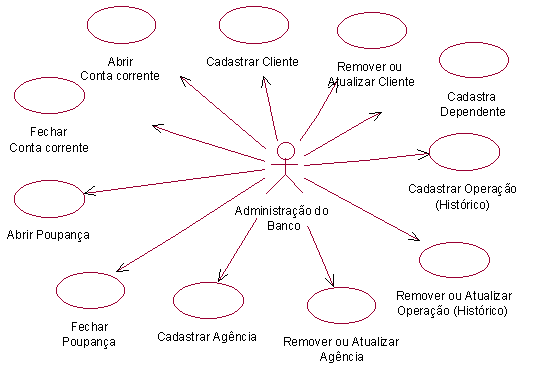 Abrir
Conta corrente
Cadastrar Cliente
Remover ou
Atualizar Cliente
Cadastra
Dependente
Fechar
Conta corrente
Cadastrar Operação
(Histórico)
Abrir Poupança
Administração do
Banco
Remover ou Atualizar
Operação (Histórico)
Fechar
Poupança
Cadastrar Agência
Remover ou Atualizar
Agência